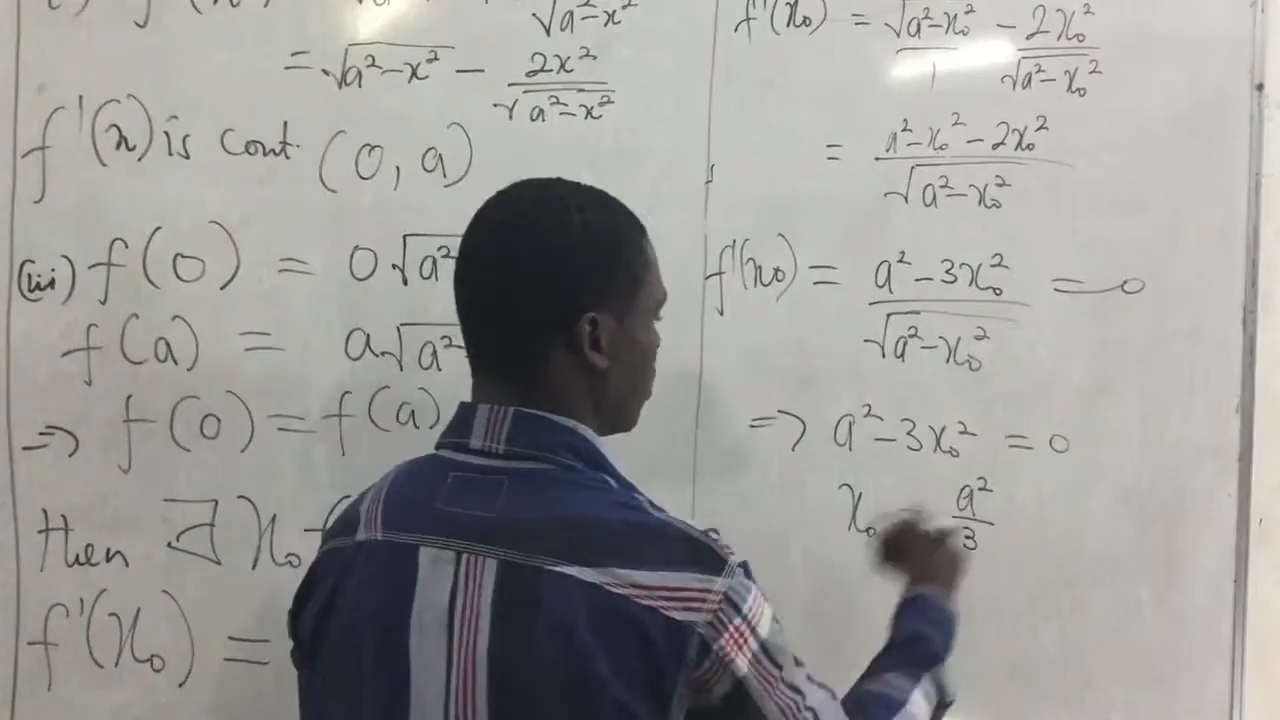 √a²-x²
= √a²-x² - 2x²/√a²-x²
f'(x) is cont. (0, a)
(iii) f(0) = 0√a²
f(a) = a√a²
=> f(0) = f(a)
then ∃ x₀
f'(x₀) =
f'(x₀) = √a²-x₀²/1 - 2x₀²/√a²-x₀²
= a²-x₀²-2x₀²/√a²-x₀²
f'(x₀) = a²-3x₀²/√a²-x₀² = 0
=> a²-3x₀² = 0
x₀ a²/3